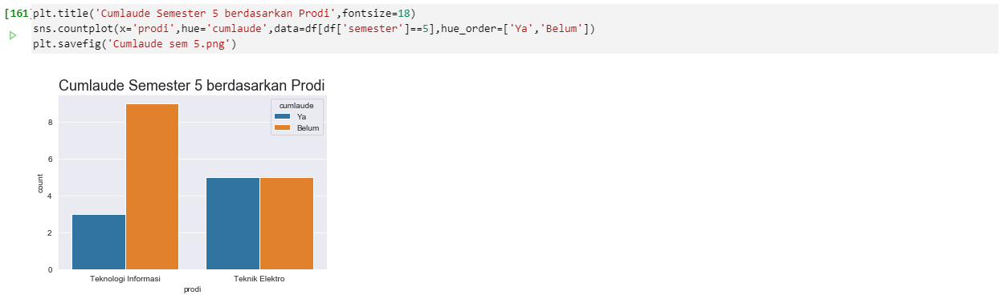 [161] plt.title('Cumlaude Semester 5 berdasarkan Prodi',fontsize=18)
sns.countplot(x='prodi',hue='cumlaude',data=df[df['semester']==5],hue_order=['Ya','Belum'])
plt.savefig('Cumlaude sem 5.png')
Cumlaude Semester 5 berdasarkan Prodi
cumlaude
Ya
Belum
8
6
4
2
0
count
Teknologi Informasi
Teknik Elektro
prodi